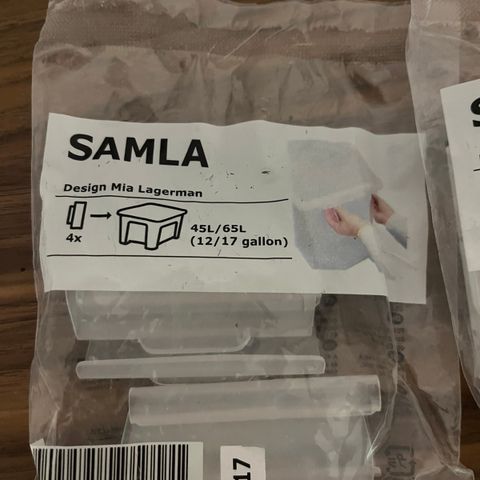 SAMLA
Design Mia Lagerman
4x
45L/65L
(12/17 gallon)
17
S